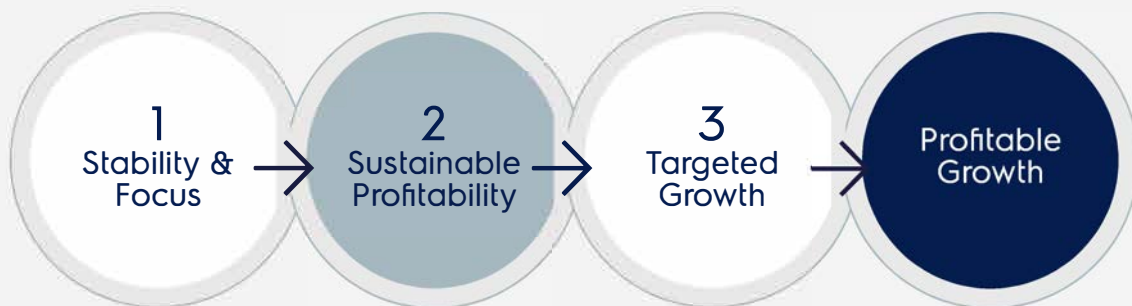 1
Stability &
Focus
2
Sustainable
Profitability
3
Targeted
Growth
Profitable
Growth